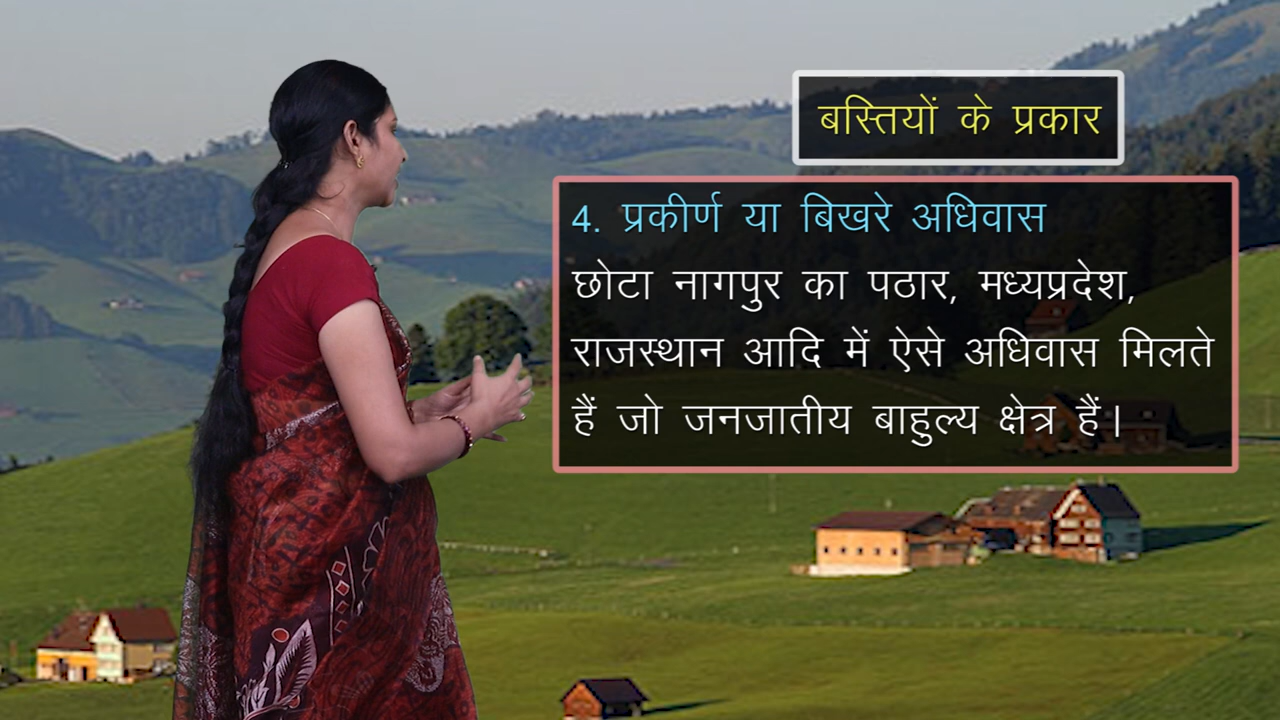 बस्तियों के प्रकार
4. प्रकीर्ण या बिखरे अधिवास
छोटा नागपुर का पठार, मध्यप्रदेश,
राजस्थान आदि में ऐसे अधिवास मिलते
हैं जो जनजातीय बाहुल्य क्षेत्र हैं।